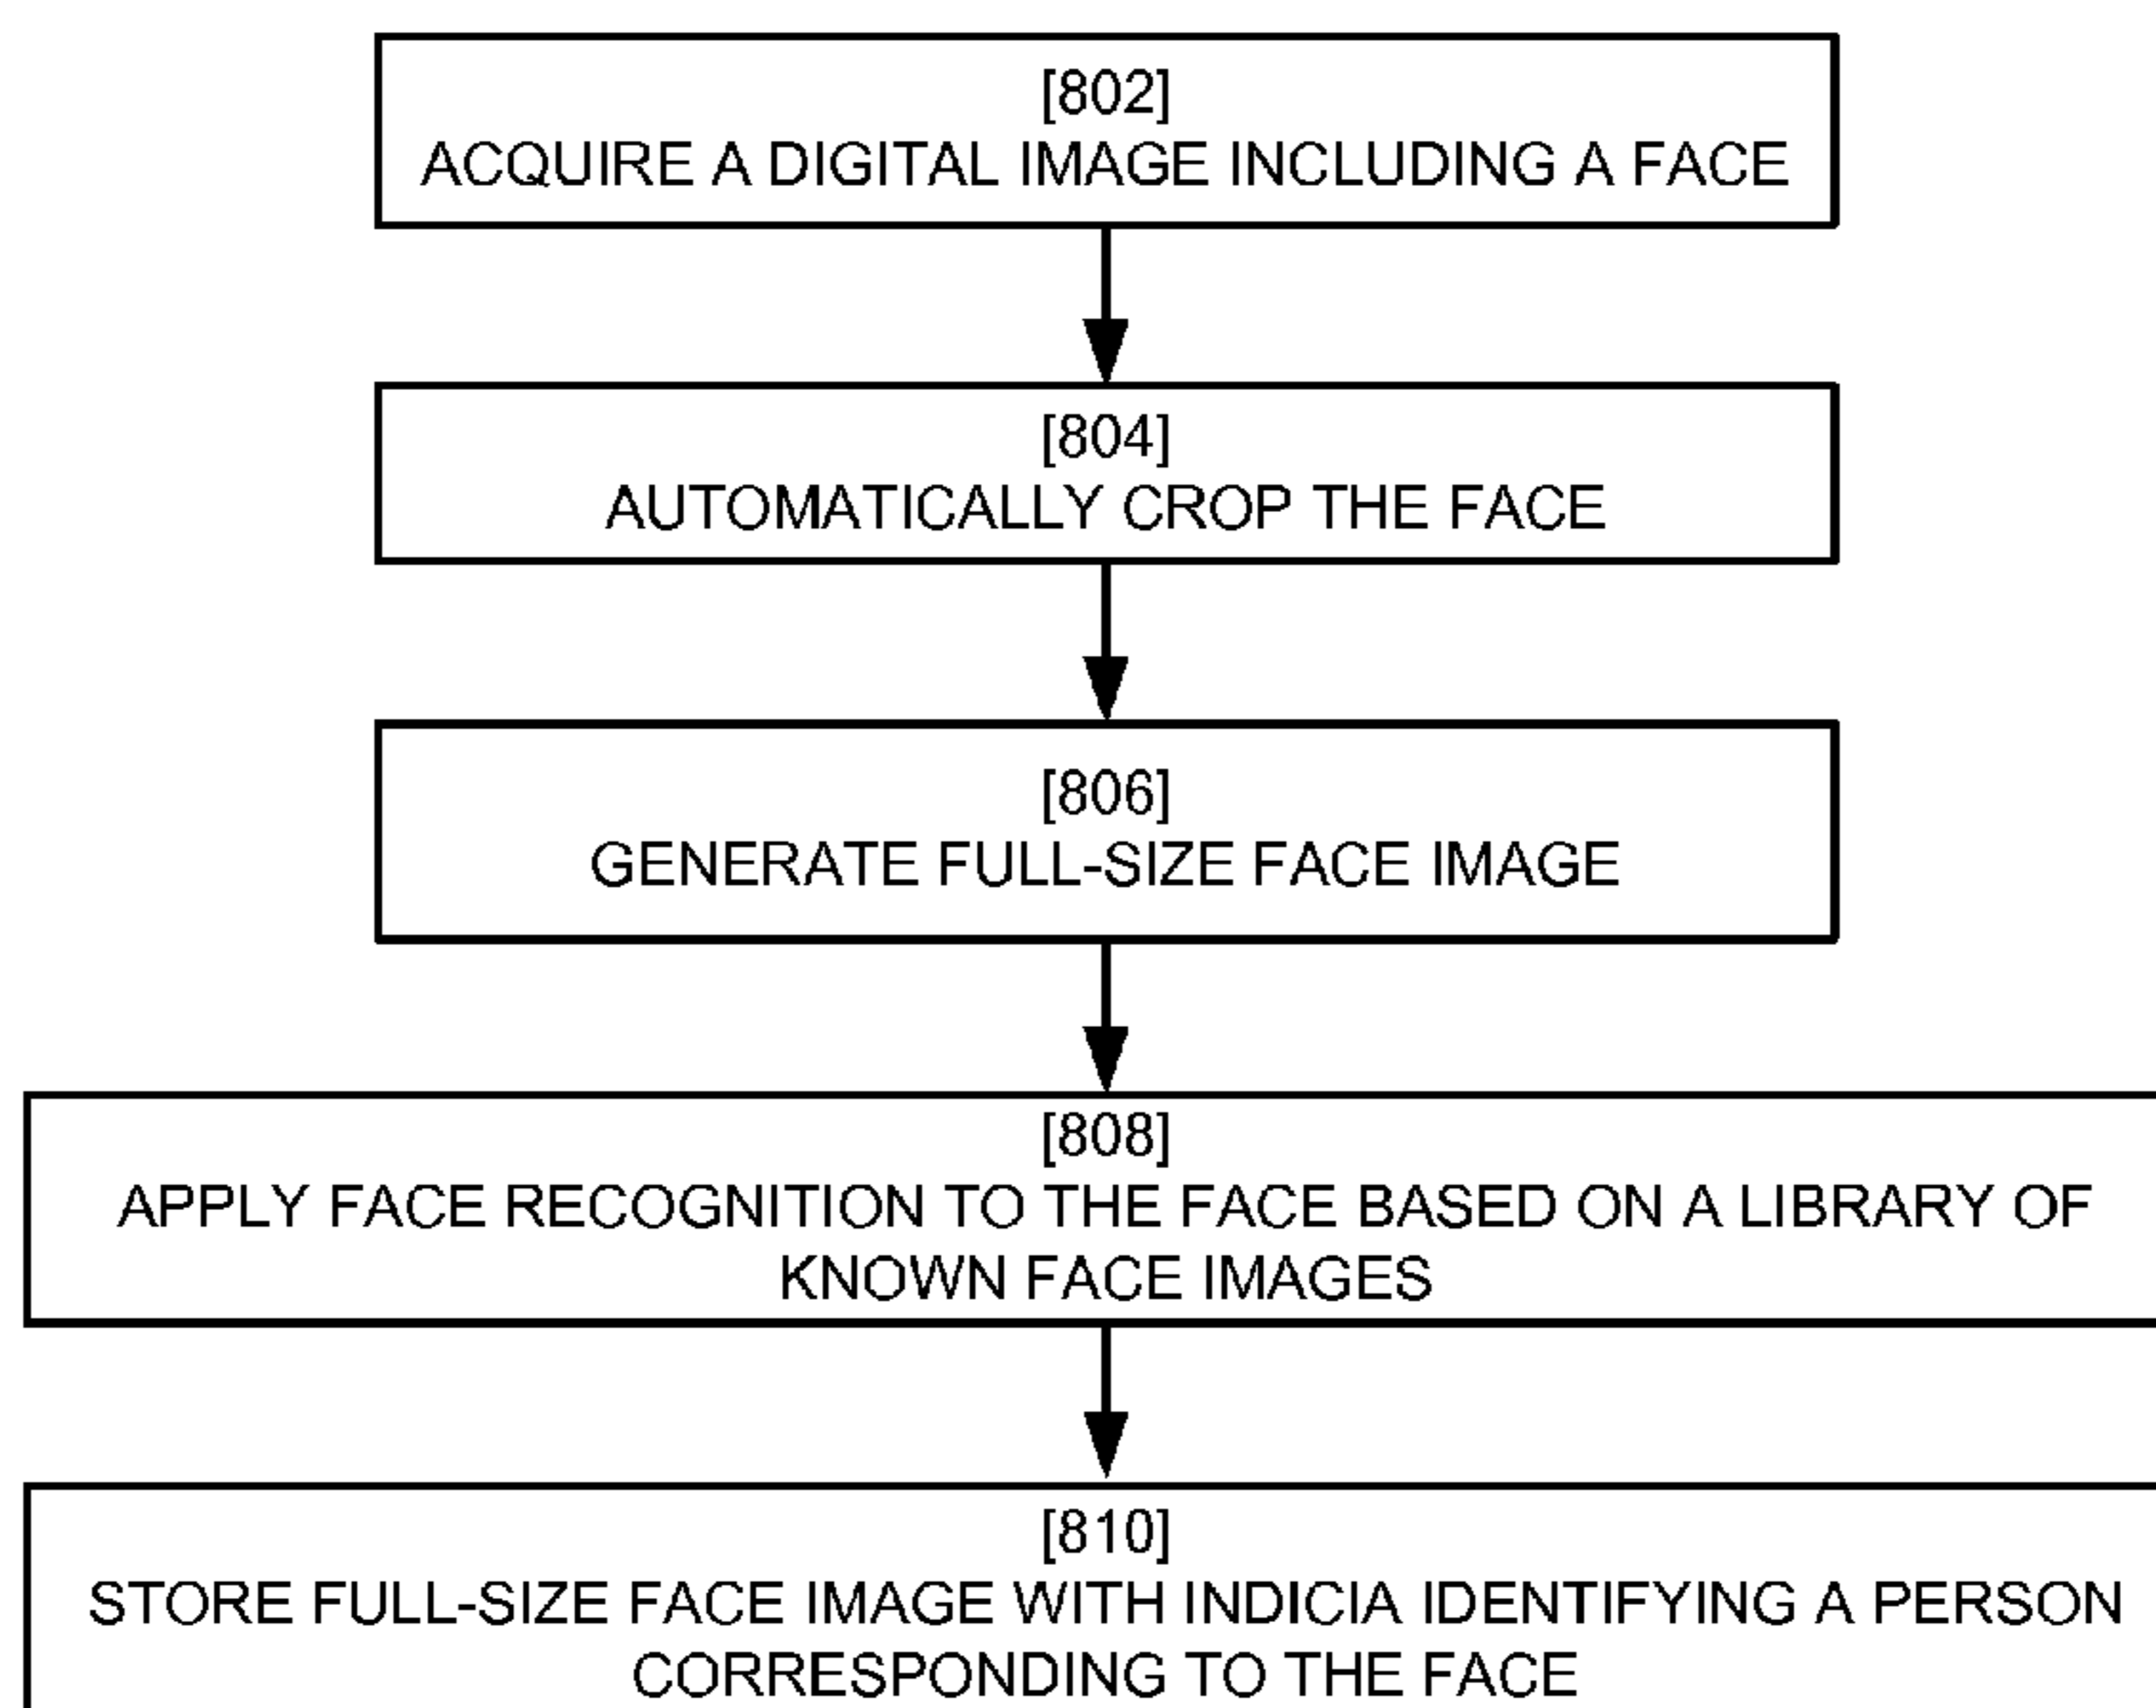 [802]
ACQUIRE A DIGITAL IMAGE INCLUDING A FACE
[804]
AUTOMATICALLY CROP THE FACE
[806]
GENERATE FULL-SIZE FACE IMAGE
[808]
APPLY FACE RECOGNITION TO THE FACE BASED ON A LIBRARY OF
KNOWN FACE IMAGES
[810]
STORE FULL-SIZE FACE IMAGE WITH INDICIA IDENTIFYING A PERSON
CORRESPONDING TO THE FACE